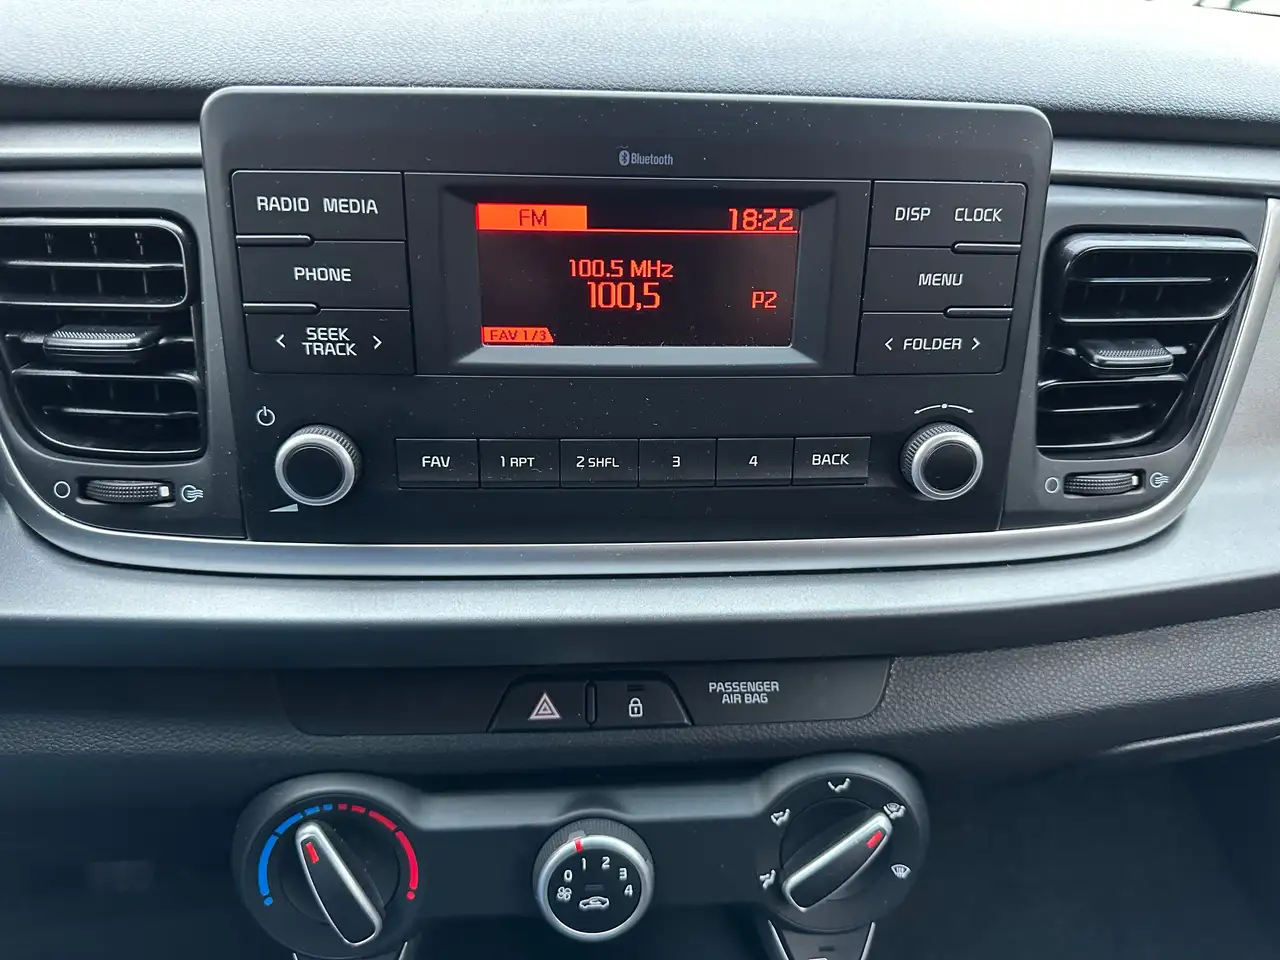 Bluetooth
RADIO MEDIA
PHONE
< SEEK TRACK >
FM 18:22
100.5 MHz
100,5
P2
FAV 1/3
DISP CLOCK
MENU
< FOLDER >
FAV 1 RPT 2 SHFL 3 4 BACK
PASSENGER
AIR BAG
0 1 2 3 4